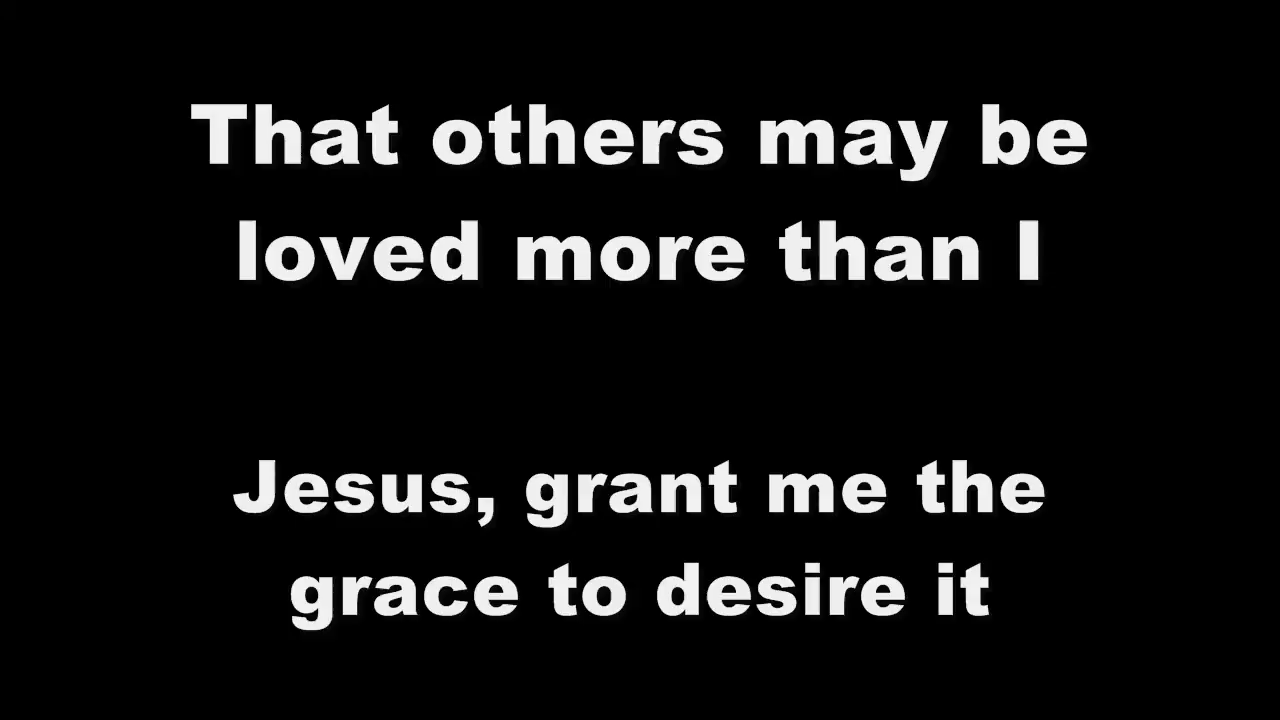 That others may be
loved more than I
Jesus, grant me the
grace to desire it